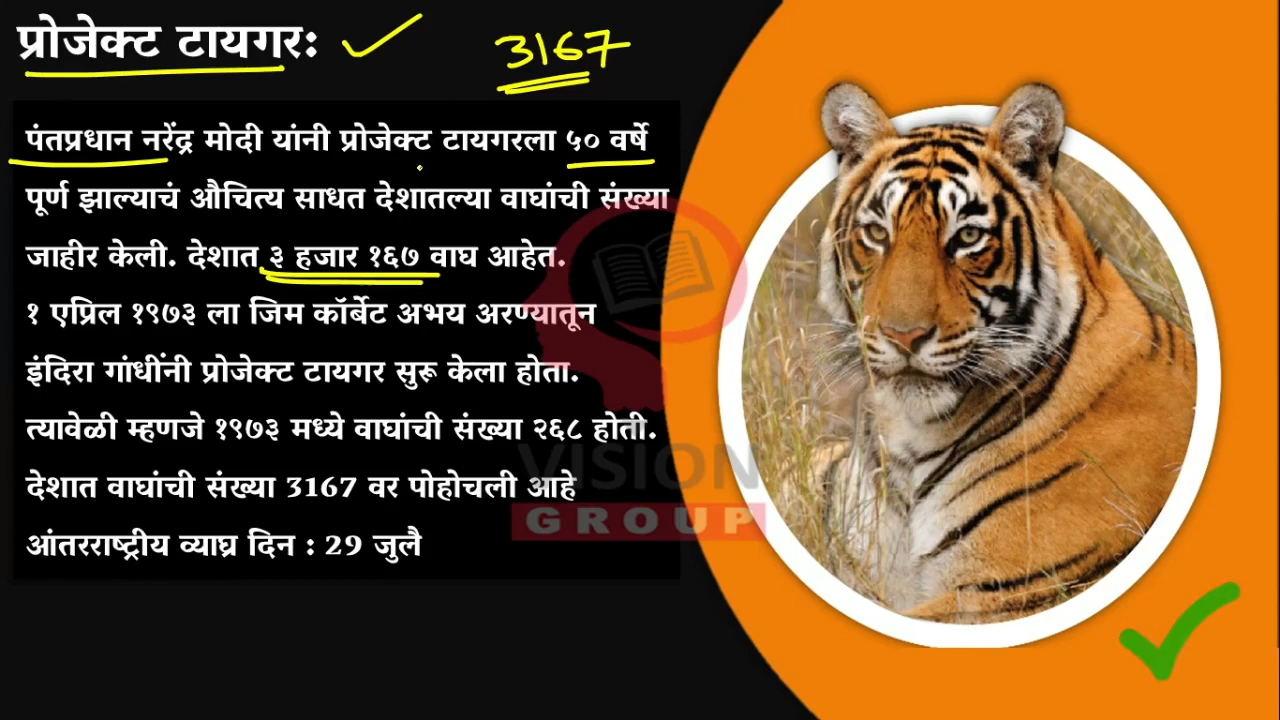 प्रोजेक्ट टायगर:
3167
पंतप्रधान नरेंद्र मोदी यांनी प्रोजेक्ट टायगरला ५० वर्षे
पूर्ण झाल्याचं औचित्य साधत देशातल्या वाघांची संख्या
जाहीर केली. देशात ३ हजार १६७ वाघ आहेत.
१ एप्रिल १९७३ ला जिम कॉर्बेट अभय अरण्यातून
इंदिरा गांधींनी प्रोजेक्ट टायगर सुरू केला होता.
त्यावेळी म्हणजे १९७३ मध्ये वाघांची संख्या २६८ होती.
देशात वाघांची संख्या 3167 वर पोहोचली आहे
आंतरराष्ट्रीय व्याघ्र दिन : 29 जुलै
VISION
GROUP